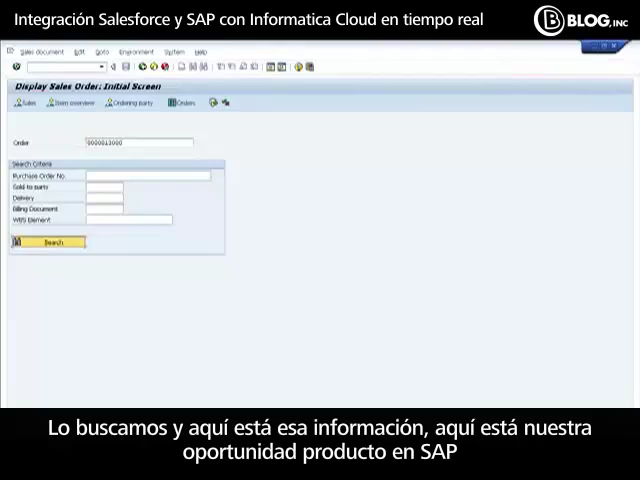 Integración Salesforce y SAP con Informatica Cloud en tiempo real
B BLOG, INC
Sales document Edit Goto Environment System Help
Display Sales Order: Initial Screen
Sales Item overview Ordering party Orders
Order
Search Criteria
Purchase Order No.
Sold-to party
Delivery
Billing Document
WBS Element
Search
Lo buscamos y aquí está esa información, aquí está nuestra
oportunidad producto en SAP